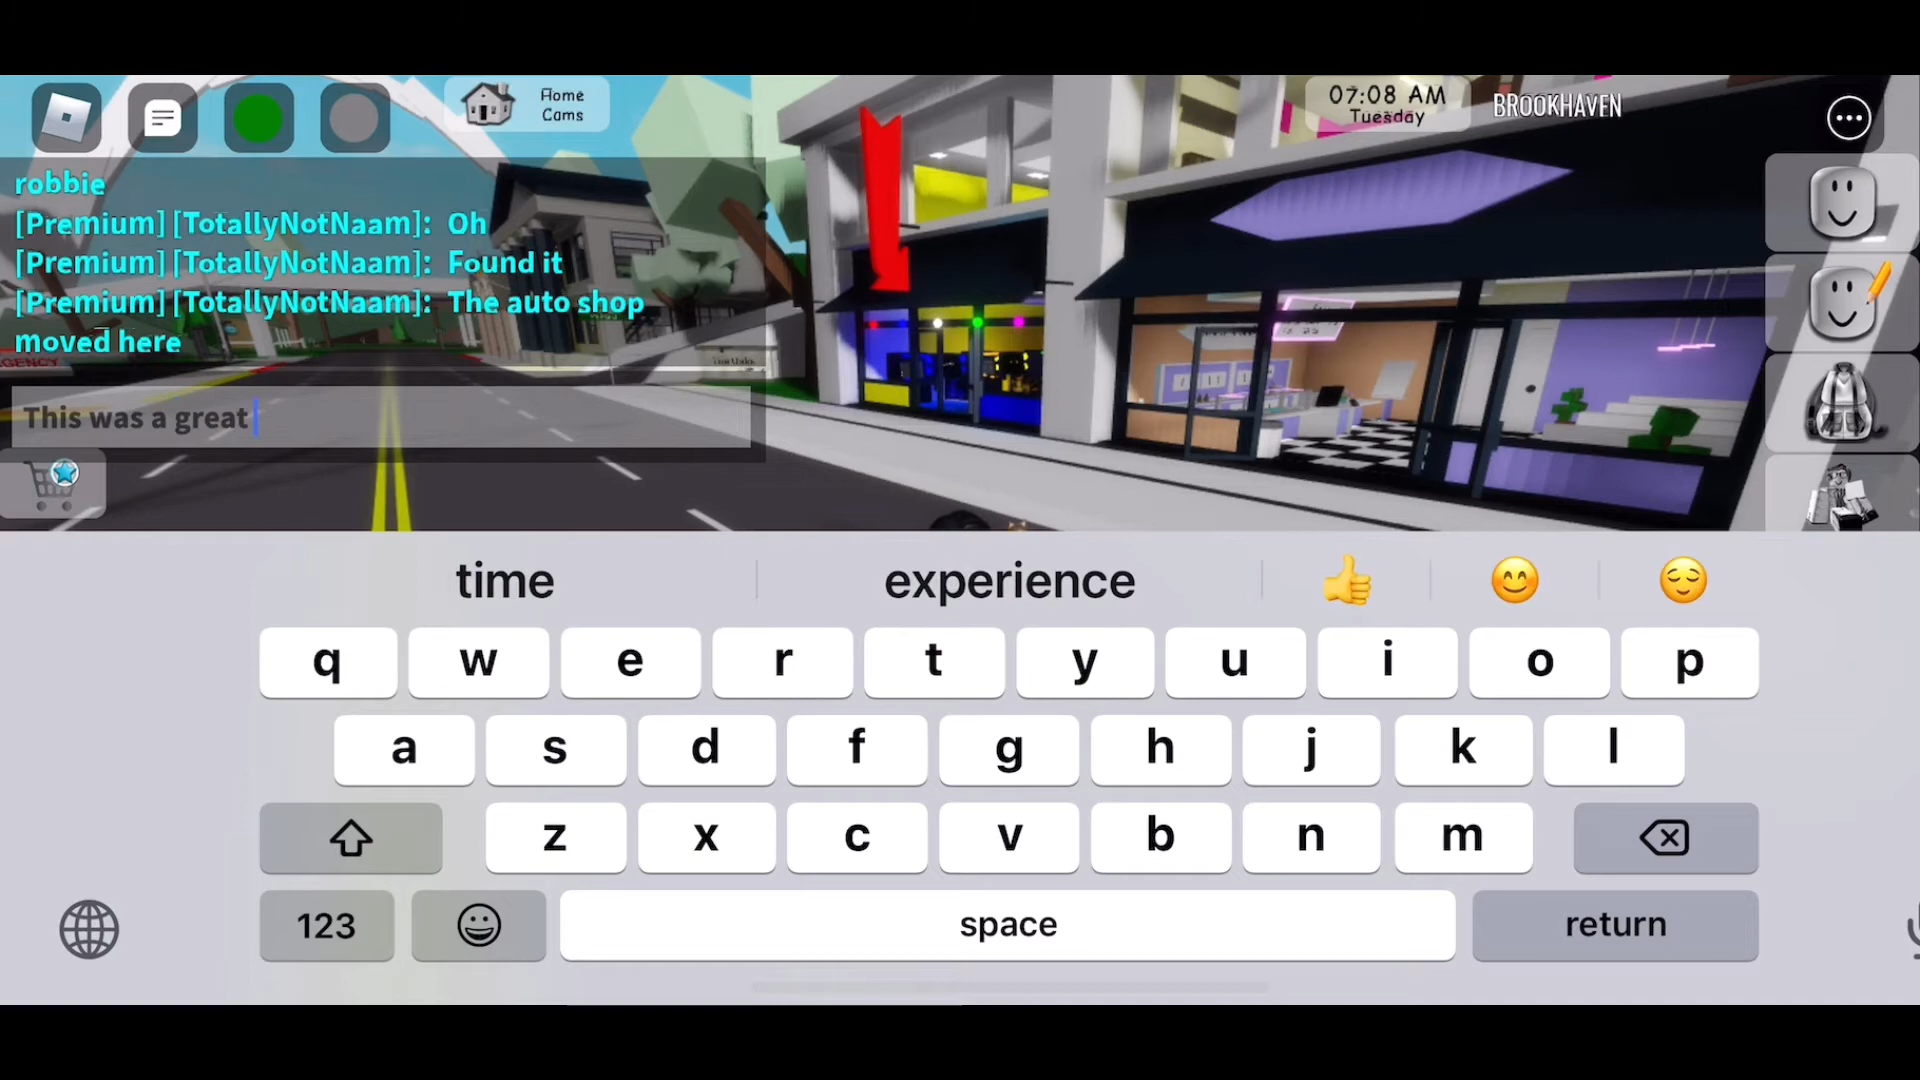 Home
Cams
07:08 AM
Tuesday
BROOKHAVEN
robbie
[Premium] [TotallyNotNaam]: Oh
[Premium] [TotallyNotNaam]: Found it
[Premium] [TotallyNotNaam]: The auto shop
moved here
This was a great
time experience
q w e r t y u i o p
a s d f g h j k l
z x c v b n m
123 space return